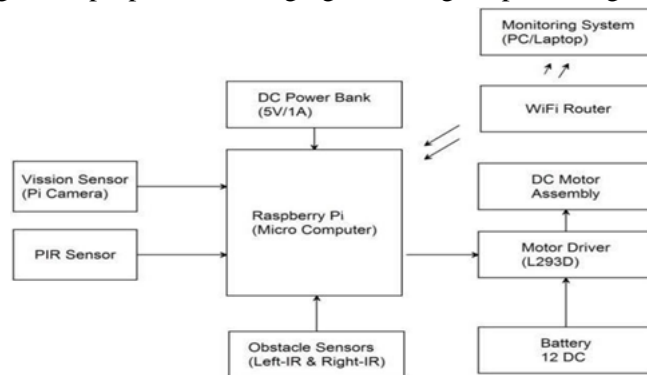 Monitoring System
(PC/Laptop)
DC Power Bank
(5V/1A)
WiFi Router
Vission Sensor
(Pi Camera)
DC Motor
Assembly
Raspberry Pi
(Micro Computer)
PIR Sensor
Motor Driver
(L293D)
Obstacle Sensors
(Left-IR & Right-IR)
Battery
12 DC